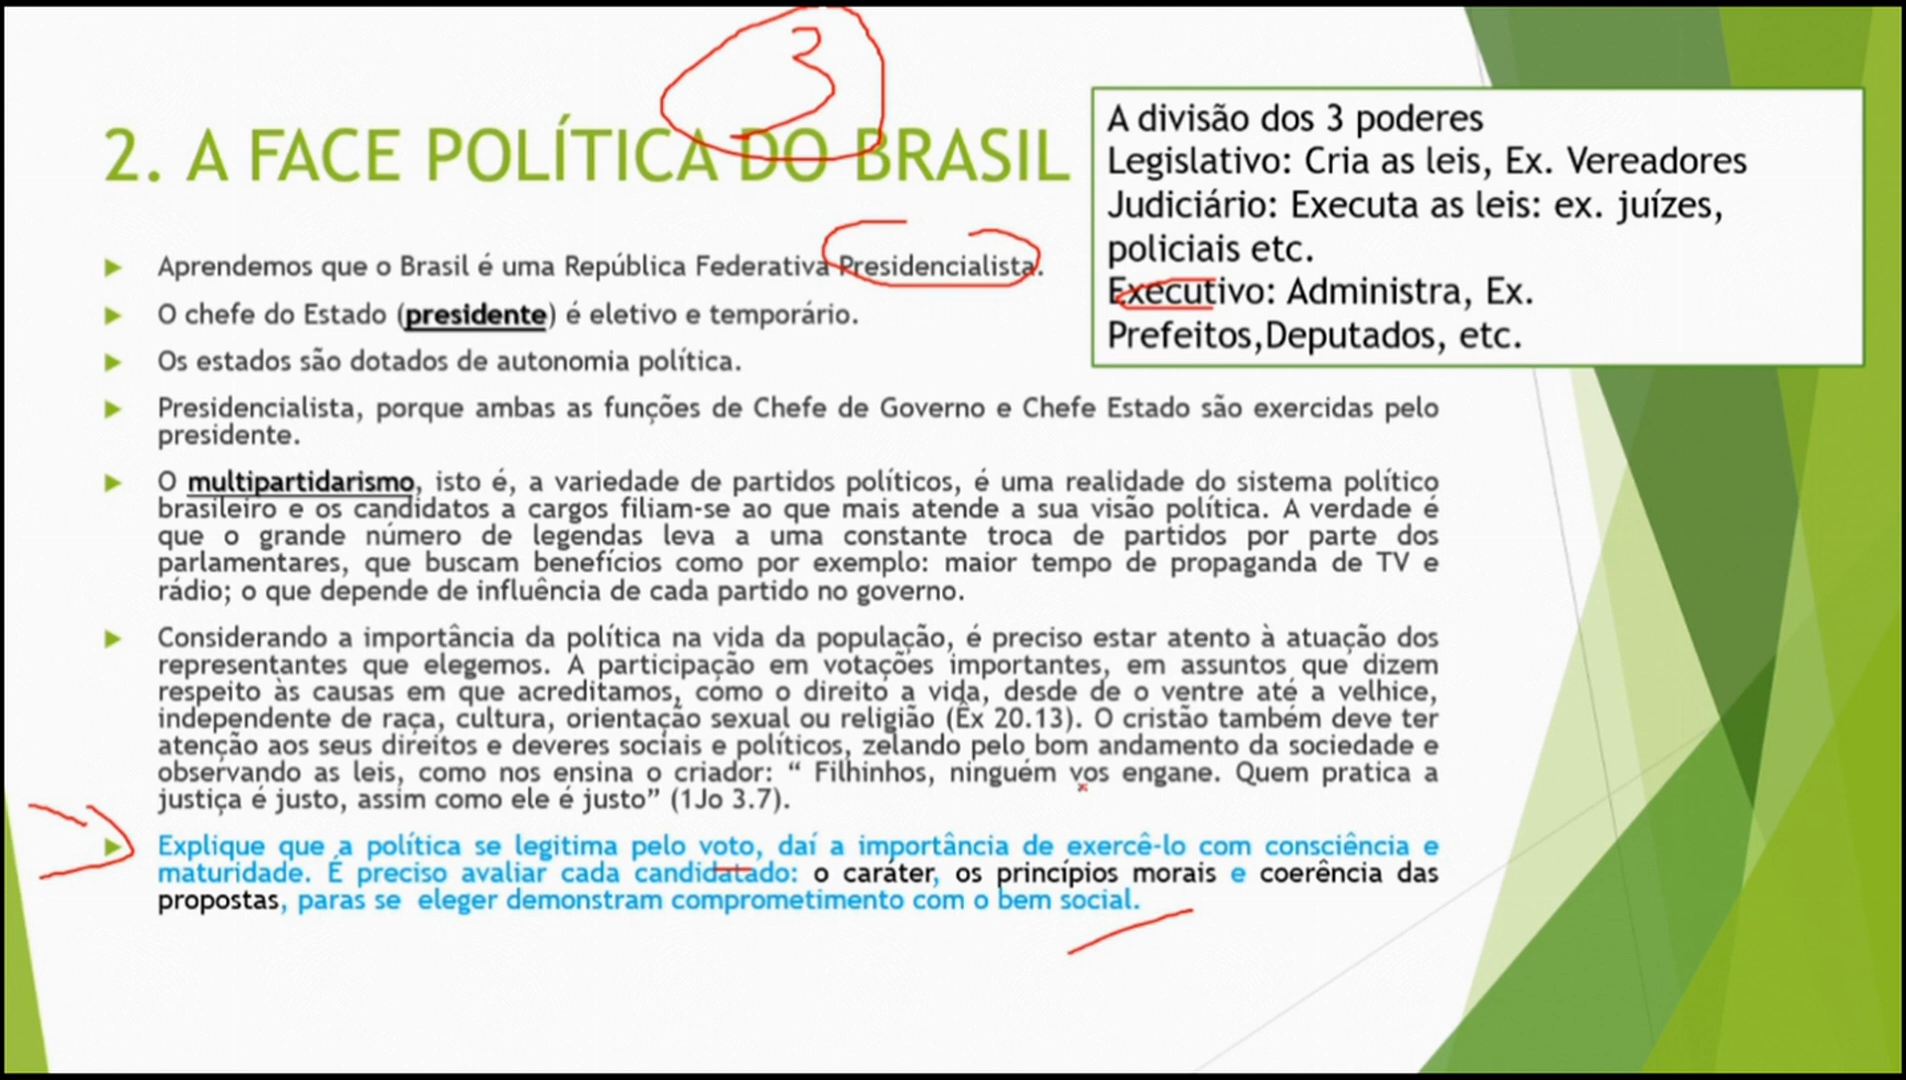 3
2. A FACE POLÍTICA DO BRASIL
A divisão dos 3 poderes
Legislativo: Cria as leis, Ex. Vereadores
Judiciário: Executa as leis: ex. juízes,
policiais etc.
Executivo: Administra, Ex.
Prefeitos,Deputados, etc.
Aprendemos que o Brasil é uma República Federativa Presidencialista.
O chefe do Estado (presidente) é eletivo e temporário.
Os estados são dotados de autonomia política.
Presidencialista, porque ambas as funções de Chefe de Governo e Chefe Estado são exercidas pelo
presidente.
O multipartidarismo, isto é, a variedade de partidos políticos, é uma realidade do sistema político
brasileiro e os candidatos a cargos filiam-se ao que mais atende a sua visão política. A verdade é
que o grande número de legendas leva a uma constante troca de partidos por parte dos
parlamentares, que buscam benefícios como por exemplo: maior tempo de propaganda de TV e
rádio; o que depende de influência de cada partido no governo.
Considerando a importância da política na vida da população, é preciso estar atento à atuação dos
representantes que elegemos. A participação em votações importantes, em assuntos que dizem
respeito às causas em que acreditamos, como o direito a vida, desde de o ventre até a velhice,
independente de raça, cultura, orientação sexual ou religião (Êx 20.13). O cristão também deve ter
atenção aos seus direitos e deveres sociais e políticos, zelando pelo bom andamento da sociedade e
observando as leis, como nos ensina o criador: “ Filhinhos, ninguém vos engane. Quem pratica a
justiça é justo, assim como ele é justo” (1Jo 3.7).
Explique que a política se legitima pelo voto, daí a importância de exercê-lo com consciência e
maturidade. É preciso avaliar cada candidatado: o caráter, os princípios morais e coerência das
propostas, paras se eleger demonstram comprometimento com o bem social.